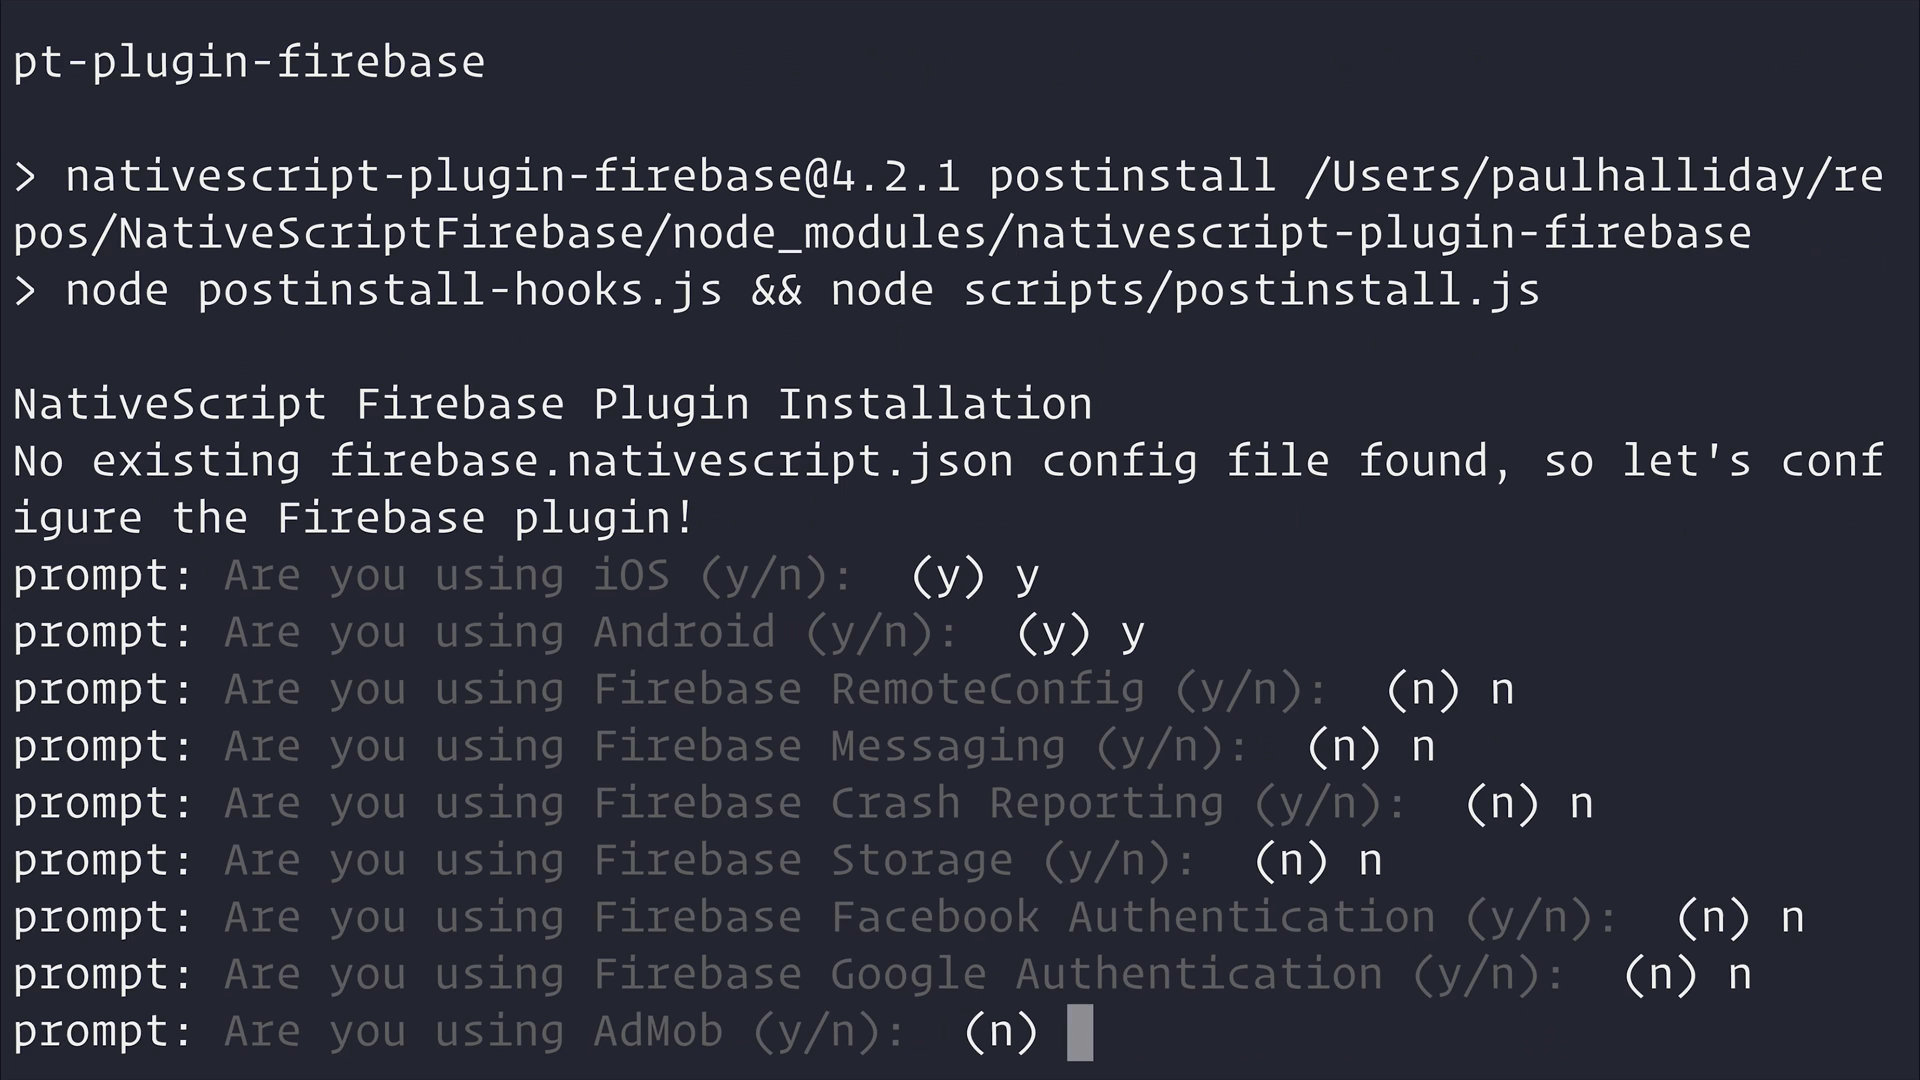 pt-plugin-firebase
> nativescript-plugin-firebase@4.2.1 postinstall /Users/paulhalliday/re
pos/NativeScriptFirebase/node_modules/nativescript-plugin-firebase
> node postinstall-hooks.js && node scripts/postinstall.js
NativeScript Firebase Plugin Installation
No existing firebase.nativescript.json config file found, so let's conf
igure the Firebase plugin!
prompt: Are you using iOS (y/n):  (y) y
prompt: Are you using Android (y/n):  (y) y
prompt: Are you using Firebase RemoteConfig (y/n):  (n) n
prompt: Are you using Firebase Messaging (y/n):  (n) n
prompt: Are you using Firebase Crash Reporting (y/n):  (n) n
prompt: Are you using Firebase Storage (y/n):  (n) n
prompt: Are you using Firebase Facebook Authentication (y/n):  (n) n
prompt: Are you using Firebase Google Authentication (y/n):  (n) n
prompt: Are you using AdMob (y/n):  (n)